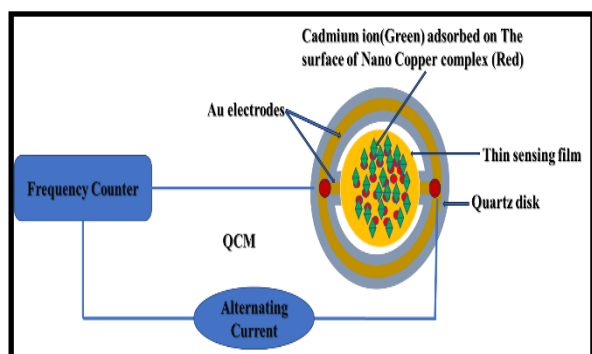 Cadmium ion(Green) adsorbed on The
surface of Nano Copper complex (Red)
Au electrodes
Thin sensing film
Frequency Counter
Quartz disk
QCM
Alternating
Current